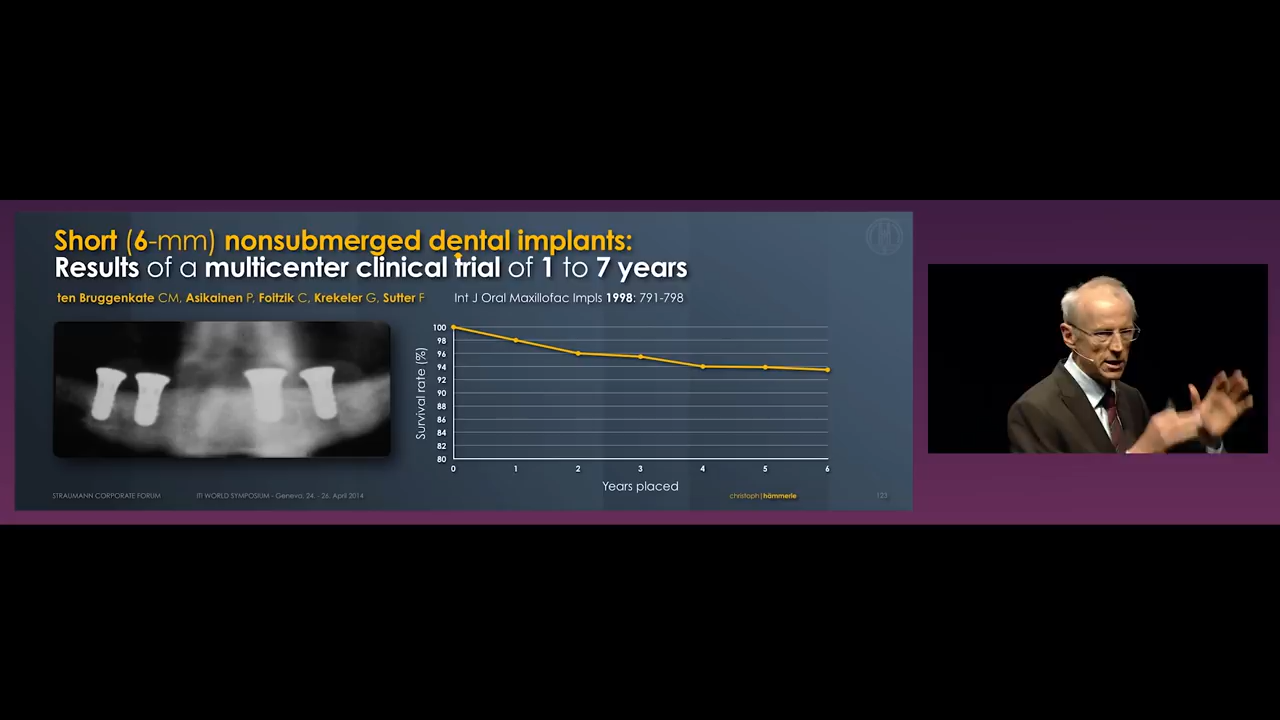 Short (6-mm) nonsubmerged dental implants:
Results of a multicenter clinical trial of 1 to 7 years
ten Bruggenkate CM, Asikainen P, Foitzik C, Krekeler G, Sutter F Int J Oral Maxillofac Impls 1998: 791-798
Survival rate (%)
100
98
96
94
92
90
88
86
84
82
80
0 1 2 3 4 5 6
Years placed
STRAUMANN CORPORATE FORUM ITI WORLD SYMPOSIUM - Geneva, 24. - 26. April 2014 christoph|hämmerle 123